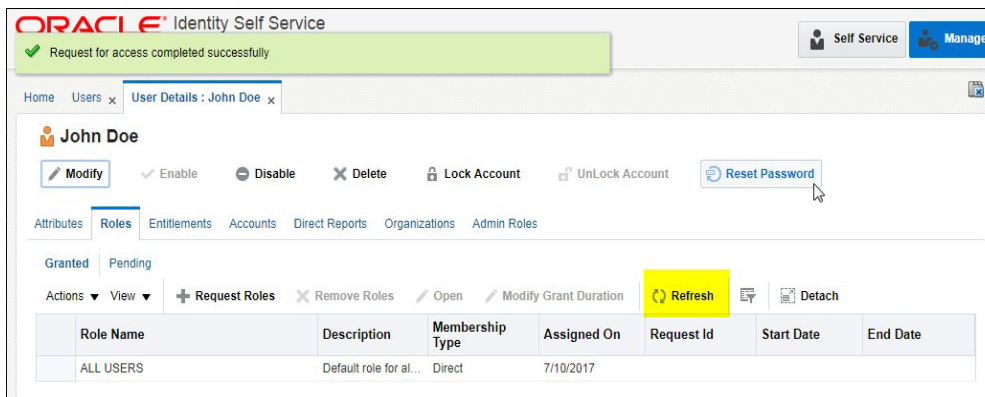 ORACLE® Identity Self Service
Request for access completed successfully
Self Service
Manage
Home Users x User Details : John Doe x
John Doe
Modify Enable Disable Delete Lock Account UnLock Account Reset Password
Attributes Roles Entitlements Accounts Direct Reports Organizations Admin Roles
Granted Pending
Actions ▼ View ▼ Request Roles Remove Roles Open Modify Grant Duration Refresh Detach
Role Name Description Membership Type Assigned On Request Id Start Date End Date
ALL USERS Default role for al... Direct 7/10/2017